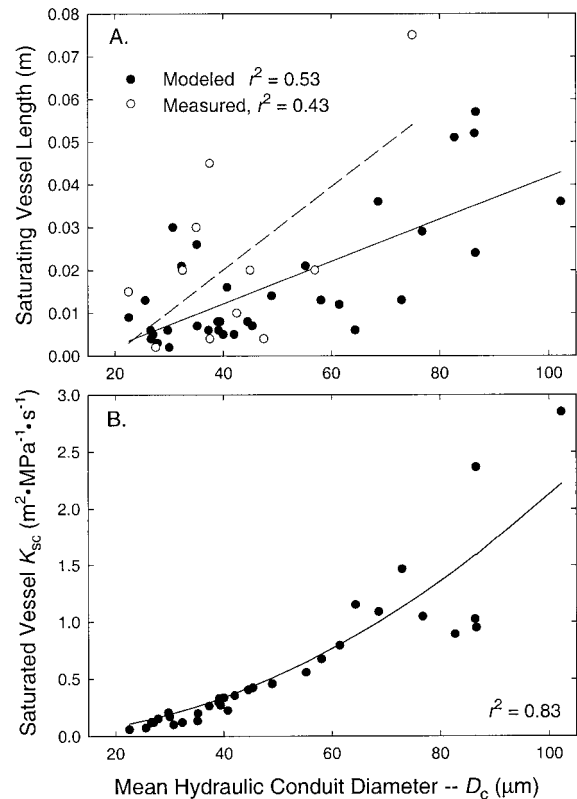 A.
Modeled r² = 0.53
Measured, r² = 0.43
Saturating Vessel Length (m)
0.08
0.07
0.06
0.05
0.04
0.03
0.02
0.01
0.00
20 40 60 80 100
B.
Saturated Vessel Ksc (m²•MPa⁻¹•s⁻¹)
3.0
2.5
2.0
1.5
1.0
0.5
0.0
r² = 0.83
20 40 60 80 100
Mean Hydraulic Conduit Diameter -- Dc (µm)